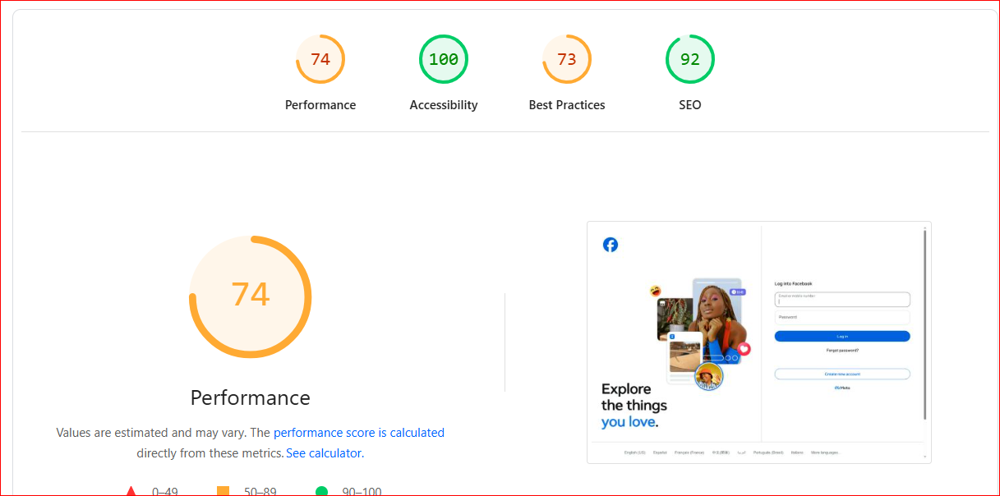 74 100 73 92
Performance Accessibility Best Practices SEO
74
Performance
Values are estimated and may vary. The performance score is calculated
directly from these metrics. See calculator.
0–49 50–89 90–100
Explore
the things
you love.
Log into Facebook
Email or mobile number
Password
Log in
Forgot password?
Create new account
Meta
English (US) Español Français (France) Português (Brasil) Italiano More languages...